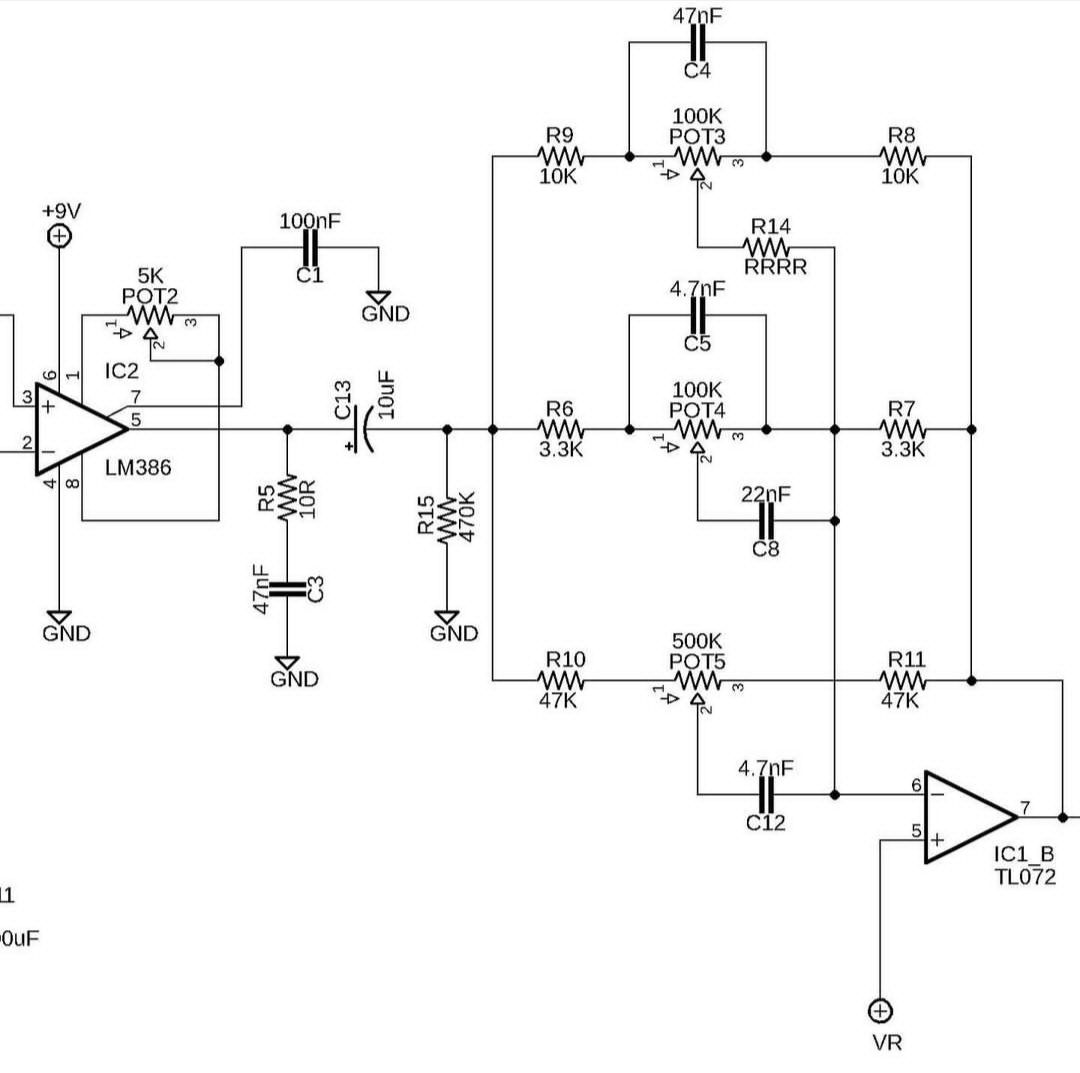 47nF
C4
100K
POT3
1
3
2
R9
10K
R8
10K
R14
RRRR
+9V
100nF
C1
GND
5K
POT2
1
3
2
4.7nF
C5
IC2
6
1
7
3
+
5
2
−
4
8
LM386
C13
10uF
+
R6
3.3K
100K
POT4
1
3
2
R7
3.3K
22nF
C8
R5
10R
R15
470K
47nF
C3
GND
GND
GND
R10
47K
500K
POT5
1
3
2
R11
47K
4.7nF
C12
6
−
7
5
+
IC1_B
TL072
0uF
VR